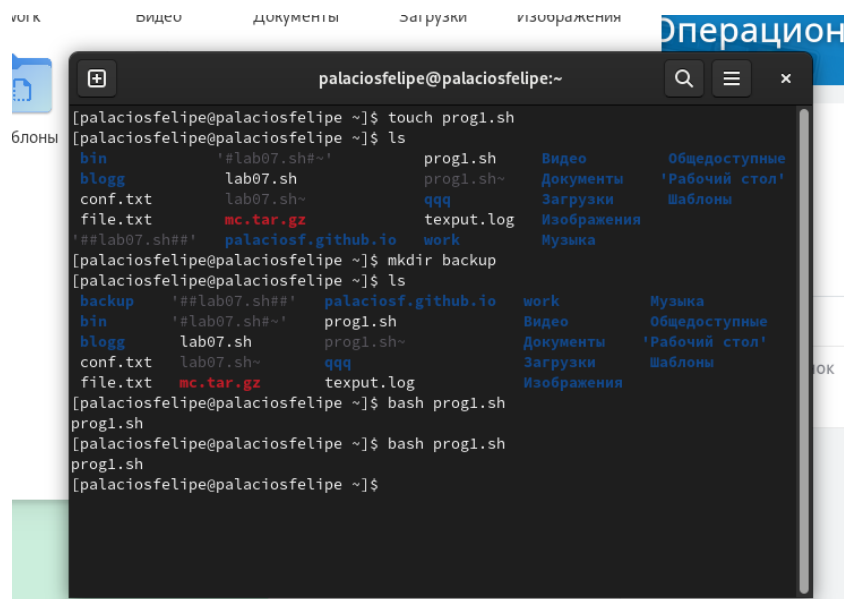 work Видео Документы Загрузки Изображения
Операцион
блоны
palaciosfelipe@palaciosfelipe:~
[palaciosfelipe@palaciosfelipe ~]$ touch prog1.sh
[palaciosfelipe@palaciosfelipe ~]$ ls
bin '#lab07.sh#~' prog1.sh Видео Общедоступные
blogg lab07.sh prog1.sh~ Документы 'Рабочий стол'
conf.txt lab07.sh~ qqq Загрузки Шаблоны
file.txt mc.tar.gz texput.log Изображения
'##lab07.sh##' palaciosf.github.io work Музыка
[palaciosfelipe@palaciosfelipe ~]$ mkdir backup
[palaciosfelipe@palaciosfelipe ~]$ ls
backup '##lab07.sh##' palaciosf.github.io work Музыка
bin '#lab07.sh#~' prog1.sh Видео Общедоступные
blogg lab07.sh prog1.sh~ Документы 'Рабочий стол'
conf.txt lab07.sh~ qqq Загрузки Шаблоны
file.txt mc.tar.gz texput.log Изображения
[palaciosfelipe@palaciosfelipe ~]$ bash prog1.sh
prog1.sh
[palaciosfelipe@palaciosfelipe ~]$ bash prog1.sh
prog1.sh
[palaciosfelipe@palaciosfelipe ~]$
ок